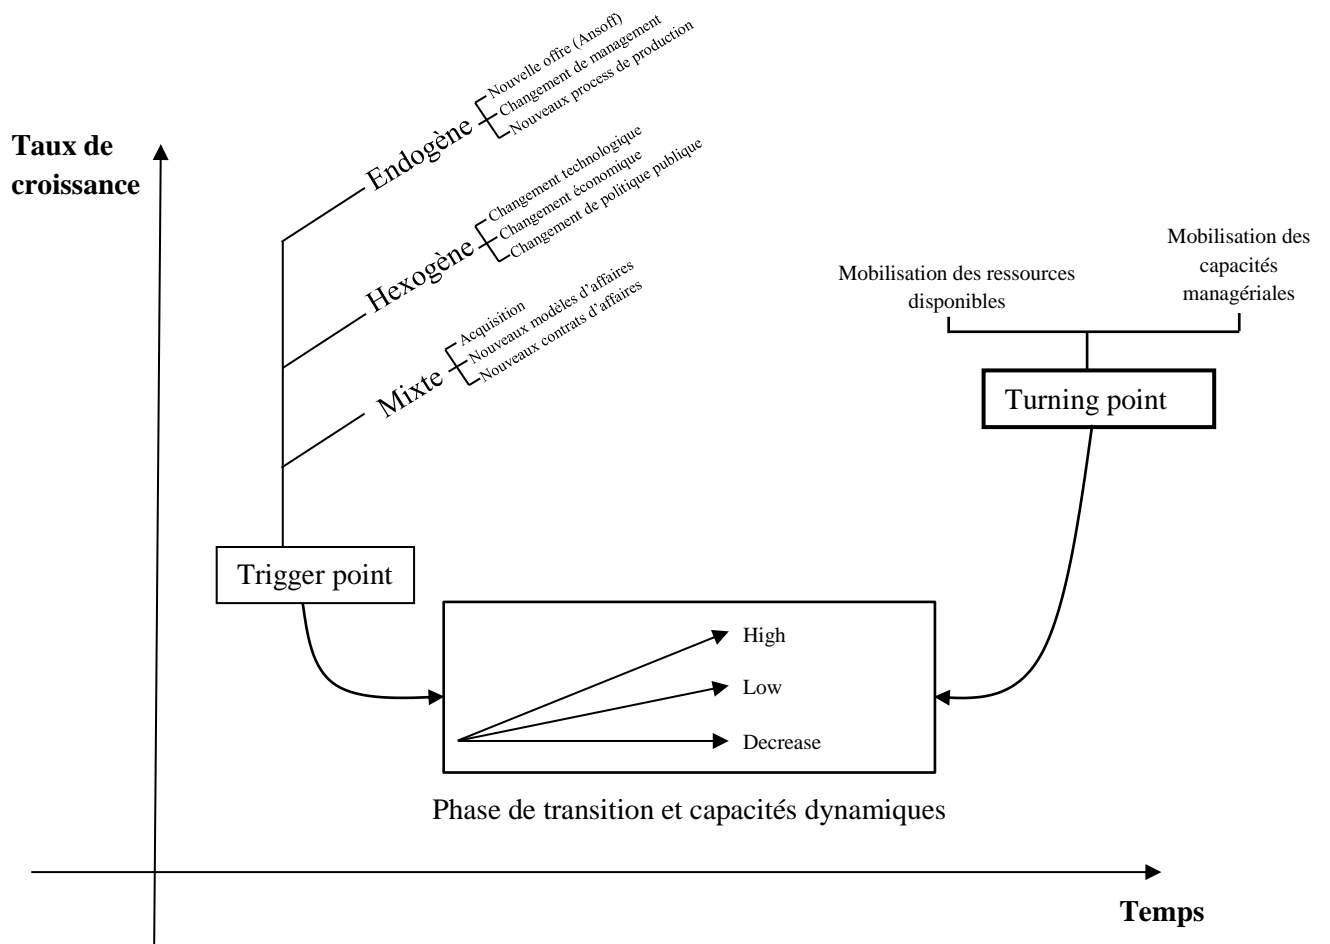 Taux de
croissance
Endogène
Nouvelle offre (Ansoff)
Changement de management
Nouveaux process de production
Hexogène
Changement technologique
Changement économique
Changement de politique publique
Mixte
Acquisition
Nouveaux modèles d’affaires
Nouveaux contrats d’affaires
Trigger point
Mobilisation des ressources
disponibles
Mobilisation des
capacités
managériales
Turning point
High
Low
Decrease
Phase de transition et capacités dynamiques
Temps